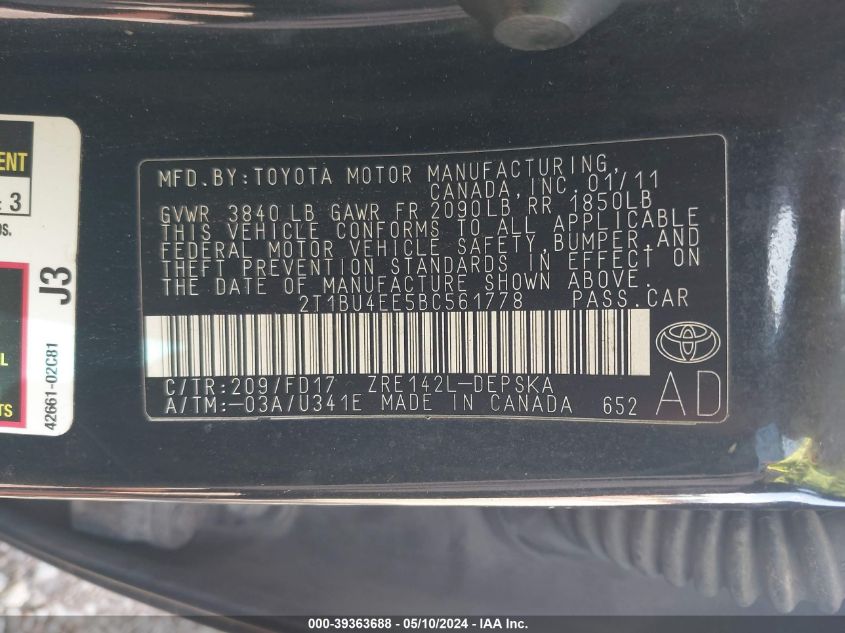 MFD. BY: TOYOTA MOTOR MANUFACTURING,
CANADA, INC. 01/11
GVWR 3840 LB GAWR FR 2090LB RR 1850LB
THIS VEHICLE CONFORMS TO ALL APPLICABLE
FEDERAL MOTOR VEHICLE SAFETY, BUMPER, AND
THEFT PREVENTION STANDARDS IN EFFECT ON
THE DATE OF MANUFACTURE SHOWN ABOVE.
2T1BU4EE5BC561778 PASS.CAR
C/TR: 209/FD17 ZRE142L-DEPSKA
A/TM:-03A/U341E MADE IN CANADA 652
AD
J3
42661-02C81
3
000-39363688 - 05/10/2024 - IAA Inc.